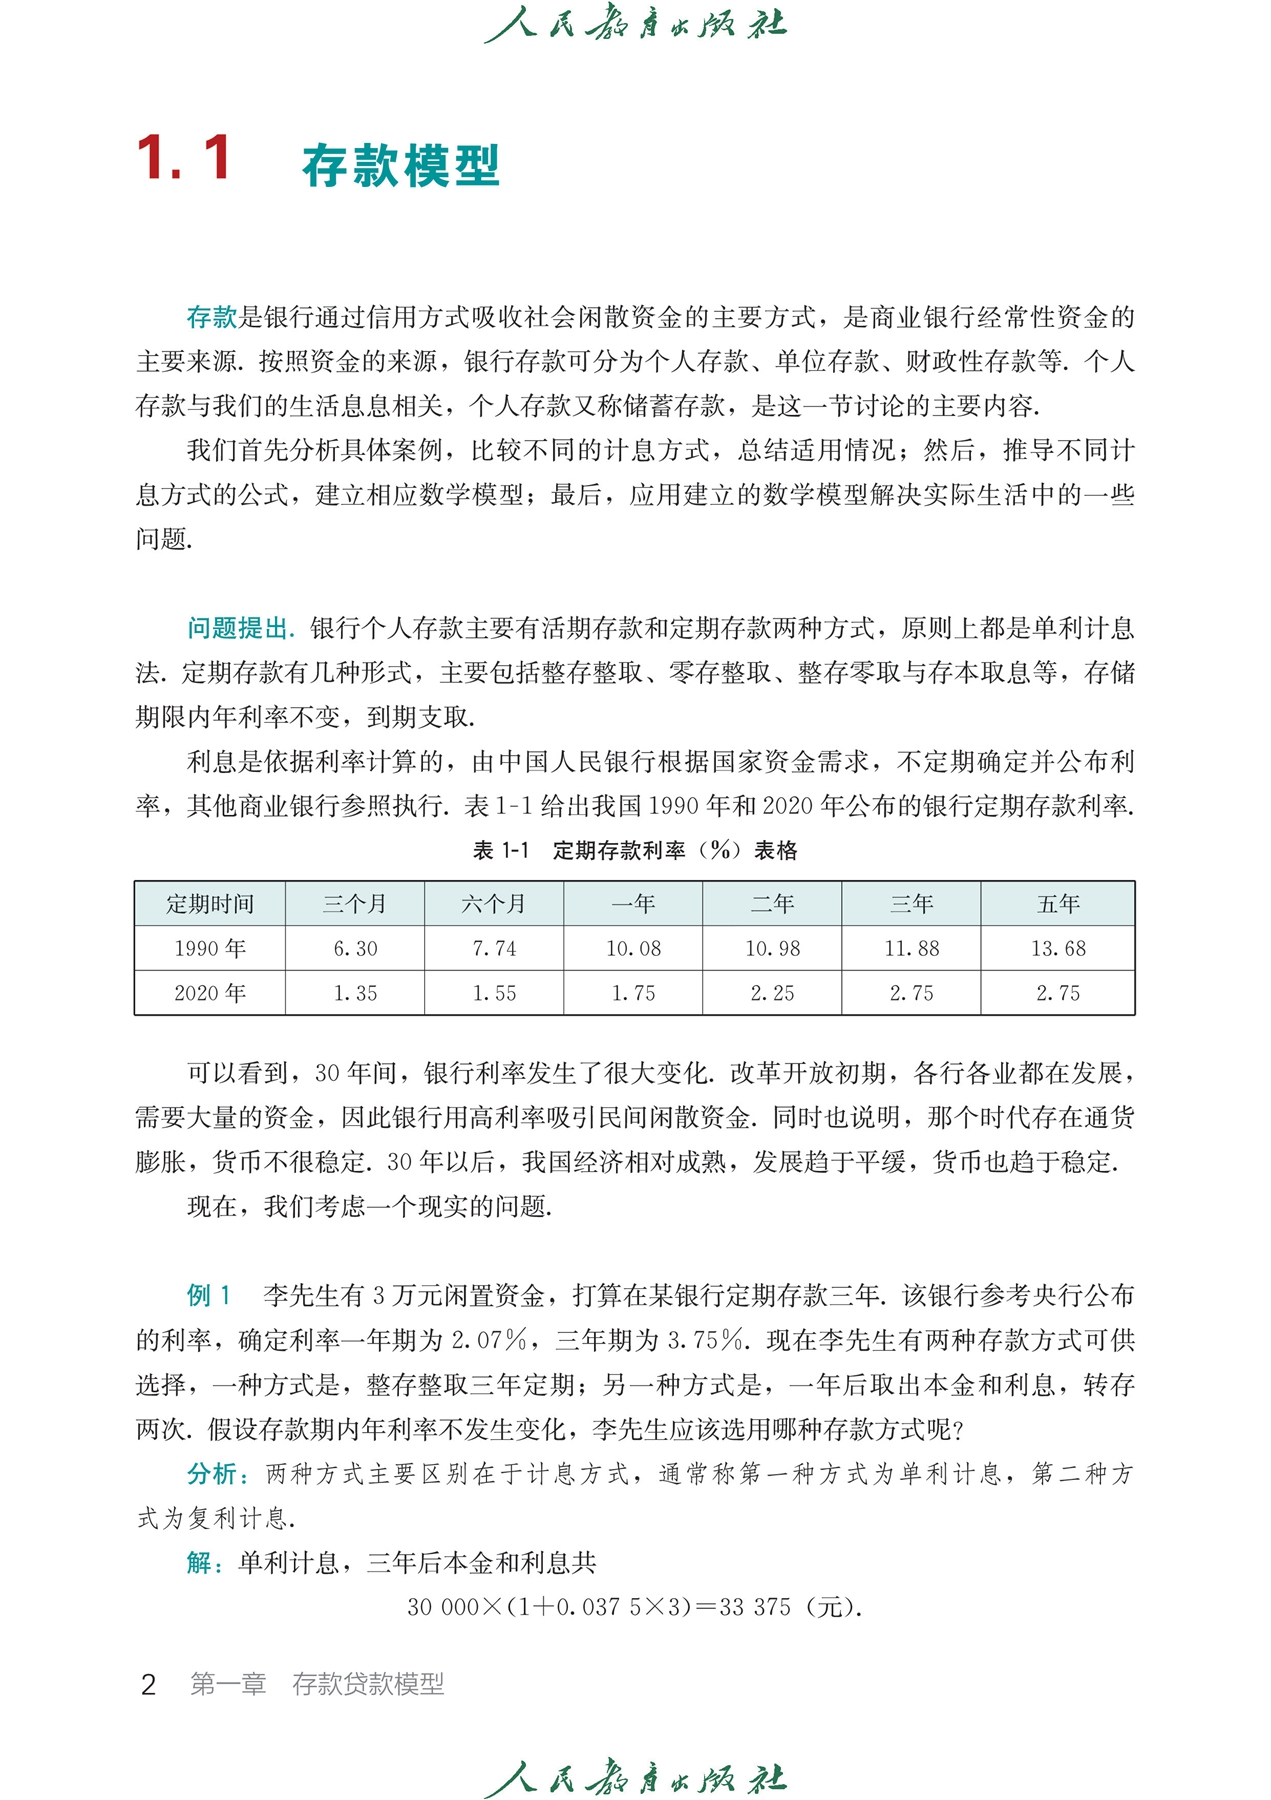 人民教育出版社
1.1 存款模型
存款是银行通过信用方式吸收社会闲散资金的主要方式，是商业银行经常性资金的
主要来源. 按照资金的来源，银行存款可分为个人存款、单位存款、财政性存款等. 个人
存款与我们的生活息息相关，个人存款又称储蓄存款，是这一节讨论的主要内容.
我们首先分析具体案例，比较不同的计息方式，总结适用情况；然后，推导不同计
息方式的公式，建立相应数学模型；最后，应用建立的数学模型解决实际生活中的一些
问题.
问题提出. 银行个人存款主要有活期存款和定期存款两种方式，原则上都是单利计息
法. 定期存款有几种形式，主要包括整存整取、零存整取、整存零取与存本取息等，存储
期限内年利率不变，到期支取.
利息是依据利率计算的，由中国人民银行根据国家资金需求，不定期确定并公布利
率，其他商业银行参照执行. 表 1-1 给出我国 1990 年和 2020 年公布的银行定期存款利率.
表 1-1 定期存款利率（%）表格
定期时间 三个月 六个月 一年 二年 三年 五年
1990 年 6.30 7.74 10.08 10.98 11.88 13.68
2020 年 1.35 1.55 1.75 2.25 2.75 2.75
可以看到，30 年间，银行利率发生了很大变化. 改革开放初期，各行各业都在发展，
需要大量的资金，因此银行用高利率吸引民间闲散资金. 同时也说明，那个时代存在通货
膨胀，货币不很稳定. 30 年以后，我国经济相对成熟，发展趋于平缓，货币也趋于稳定.
现在，我们考虑一个现实的问题.
例 1 李先生有 3 万元闲置资金，打算在某银行定期存款三年. 该银行参考央行公布
的利率，确定利率一年期为 2.07%，三年期为 3.75%. 现在李先生有两种存款方式可供
选择，一种方式是，整存整取三年定期；另一种方式是，一年后取出本金和利息，转存
两次. 假设存款期内年利率不发生变化，李先生应该选用哪种存款方式呢？
分析：两种方式主要区别在于计息方式，通常称第一种方式为单利计息，第二种方
式为复利计息.
解：单利计息，三年后本金和利息共
30 000×(1+0.037 5×3)=33 375（元）.
2 第一章 存款贷款模型
人民教育出版社